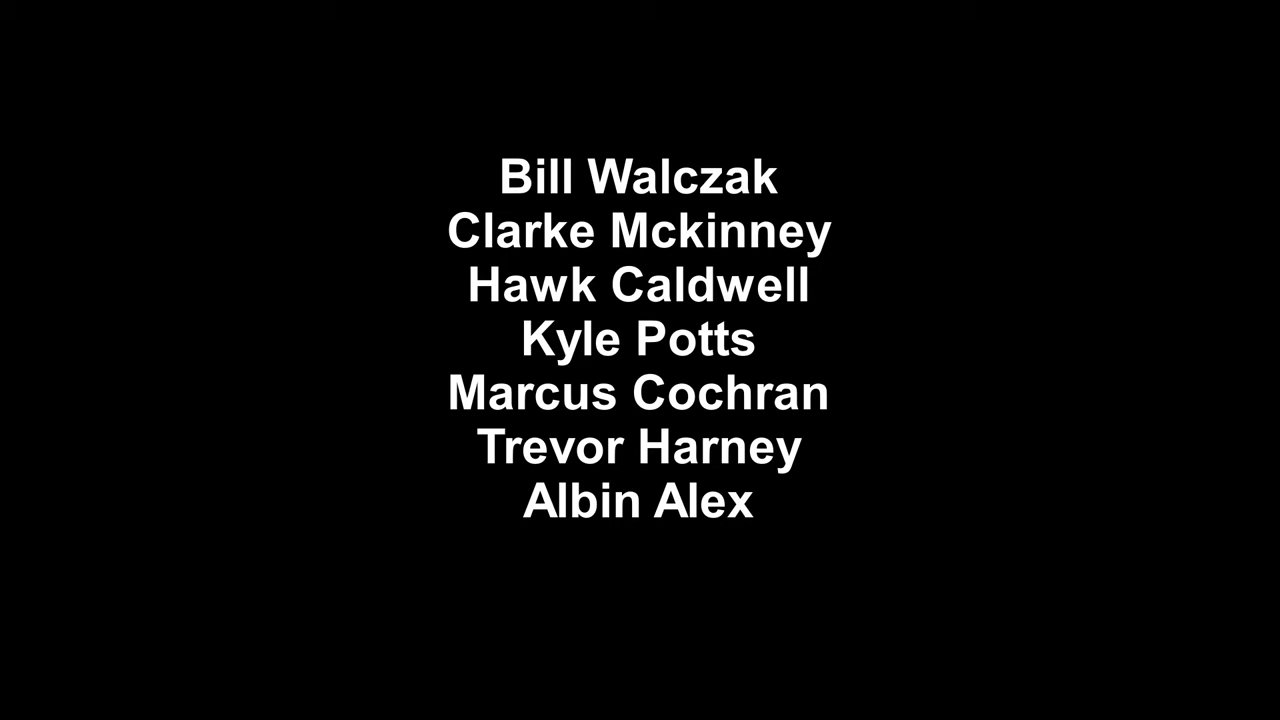 Bill Walczak
Clarke Mckinney
Hawk Caldwell
Kyle Potts
Marcus Cochran
Trevor Harney
Albin Alex